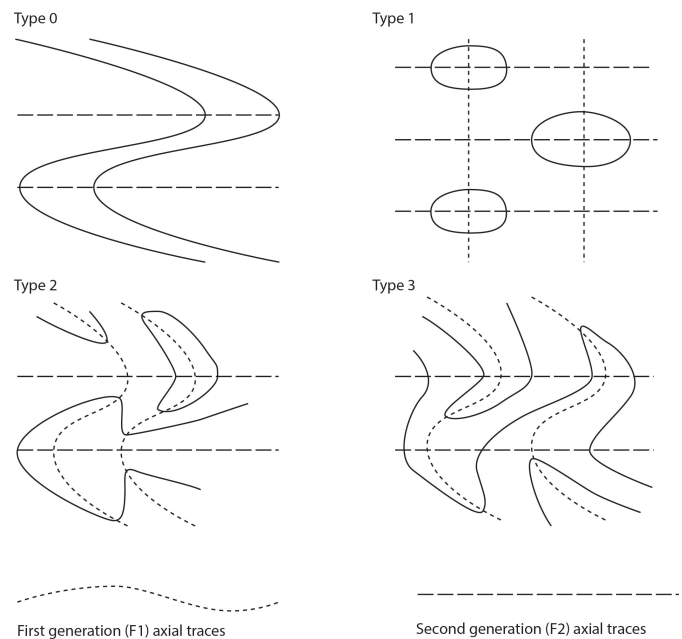 Type 0
Type 1
Type 2
Type 3
First generation (F1) axial traces
Second generation (F2) axial traces